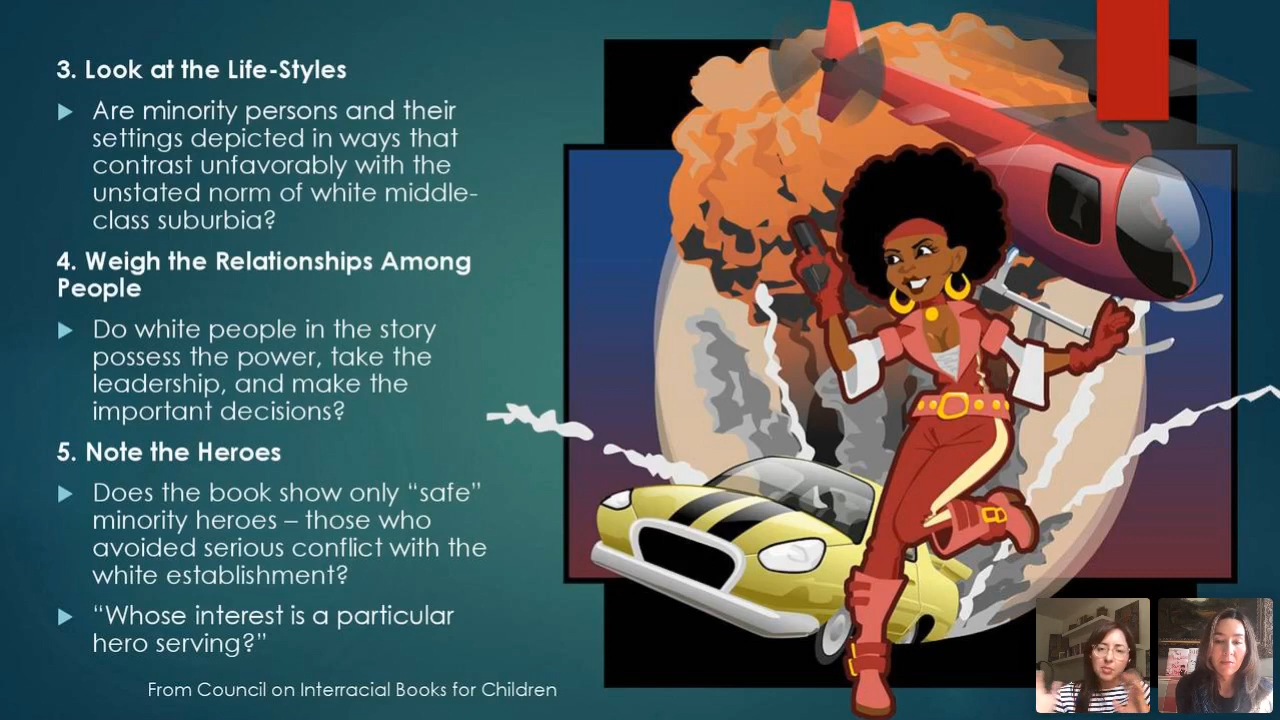 3. Look at the Life-Styles
Are minority persons and their
settings depicted in ways that
contrast unfavorably with the
unstated norm of white middle-
class suburbia?
4. Weigh the Relationships Among
People
Do white people in the story
possess the power, take the
leadership, and make the
important decisions?
5. Note the Heroes
Does the book show only “safe”
minority heroes – those who
avoided serious conflict with the
white establishment?
“Whose interest is a particular
hero serving?”
From Council on Interracial Books for Children